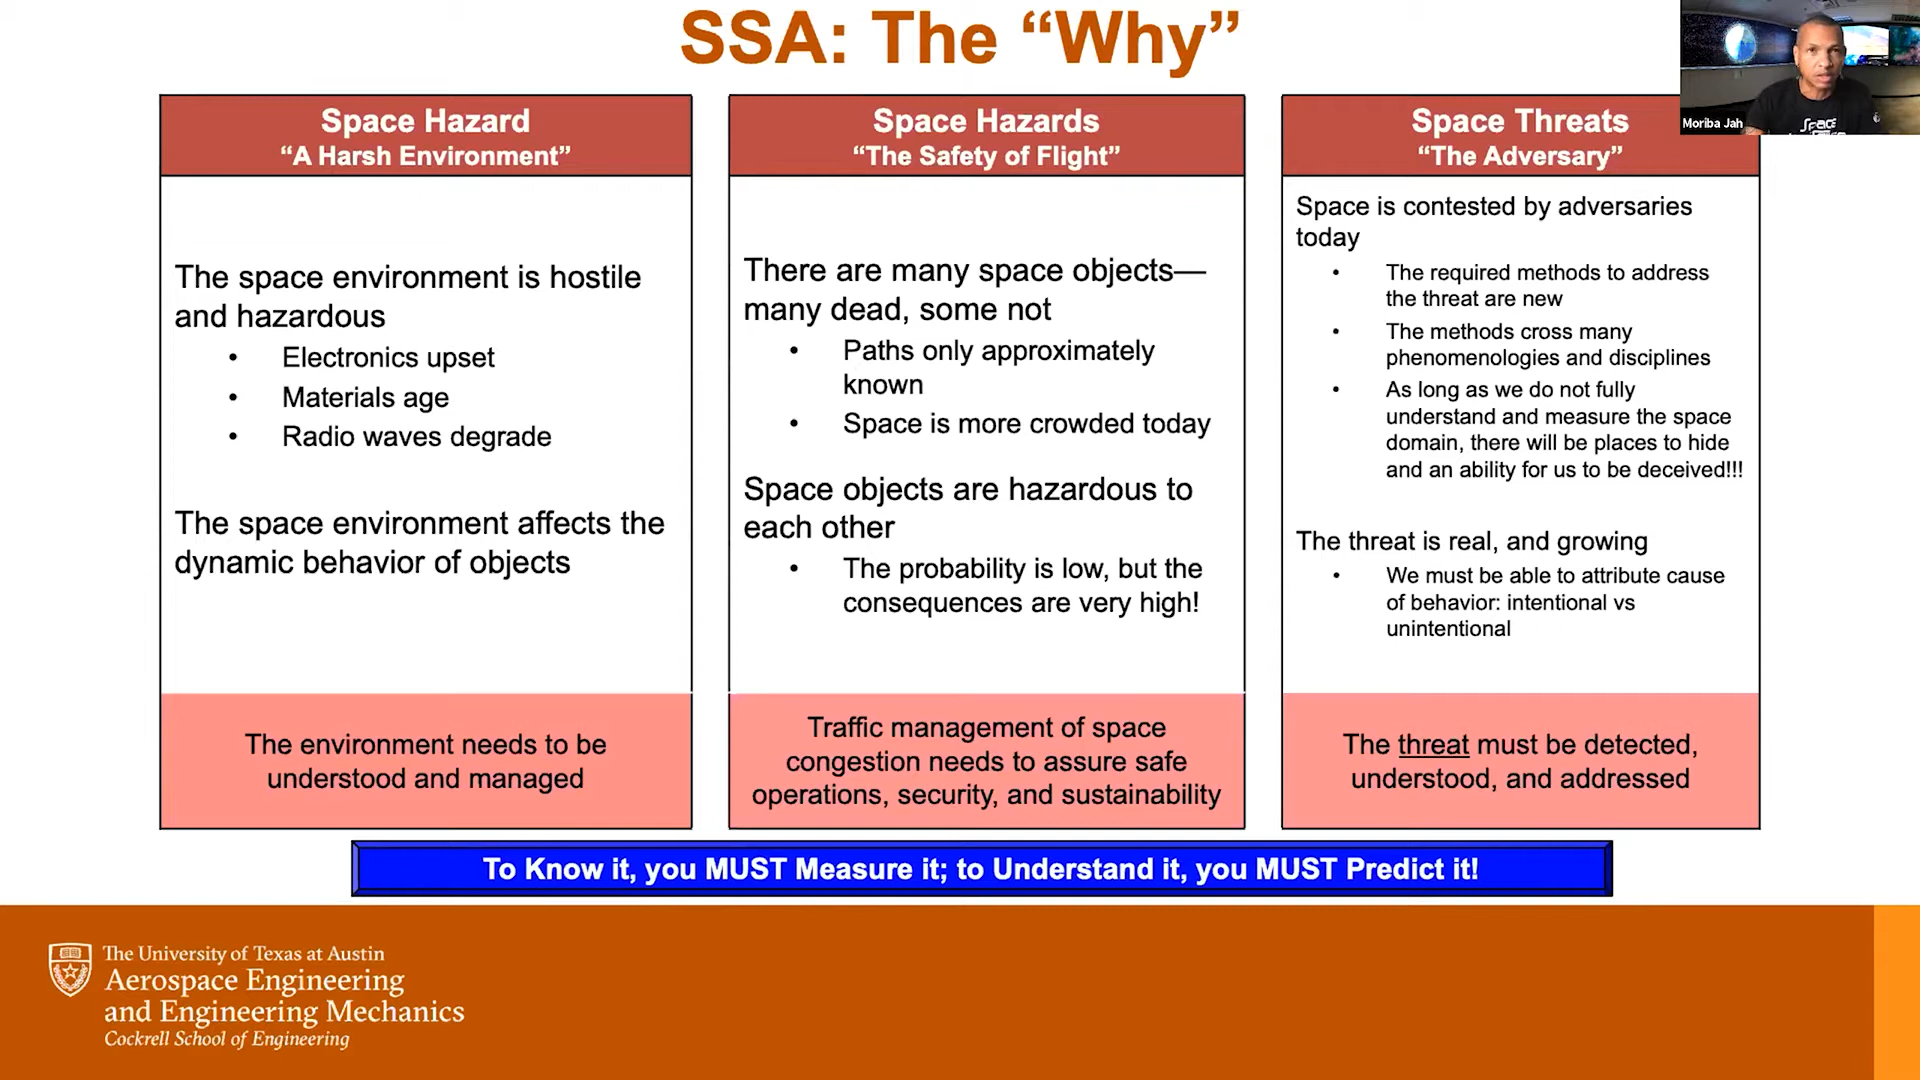 SSA: The “Why”
Space Hazard
“A Harsh Environment”
The space environment is hostile
and hazardous
• Electronics upset
• Materials age
• Radio waves degrade
The space environment affects the
dynamic behavior of objects
The environment needs to be
understood and managed
Space Hazards
“The Safety of Flight”
There are many space objects—
many dead, some not
• Paths only approximately
known
• Space is more crowded today
Space objects are hazardous to
each other
• The probability is low, but the
consequences are very high!
Traffic management of space
congestion needs to assure safe
operations, security, and sustainability
Space Threats
“The Adversary”
Space is contested by adversaries
today
• The required methods to address
the threat are new
• The methods cross many
phenomenologies and disciplines
• As long as we do not fully
understand and measure the space
domain, there will be places to hide
and an ability for us to be deceived!!!
The threat is real, and growing
• We must be able to attribute cause
of behavior: intentional vs
unintentional
The threat must be detected,
understood, and addressed
To Know it, you MUST Measure it; to Understand it, you MUST Predict it!
The University of Texas at Austin
Aerospace Engineering
and Engineering Mechanics
Cockrell School of Engineering
Moriba Jah
Space